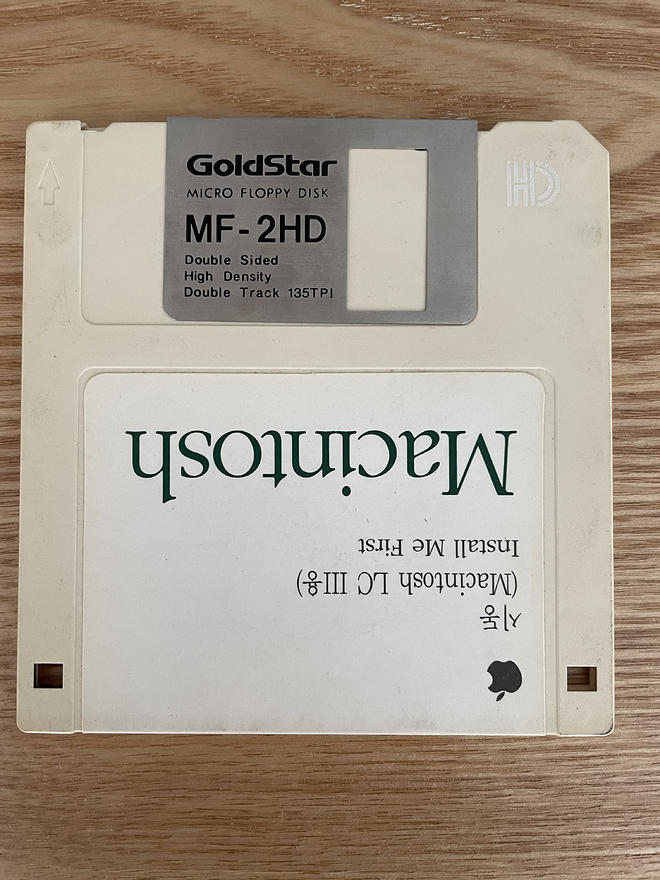 GoldStar
MICRO FLOPPY DISK
MF-2HD
Double Sided
High Density
Double Track 135TPI
HD
시동
(Macintosh LC III용)
Install Me First
Macintosh